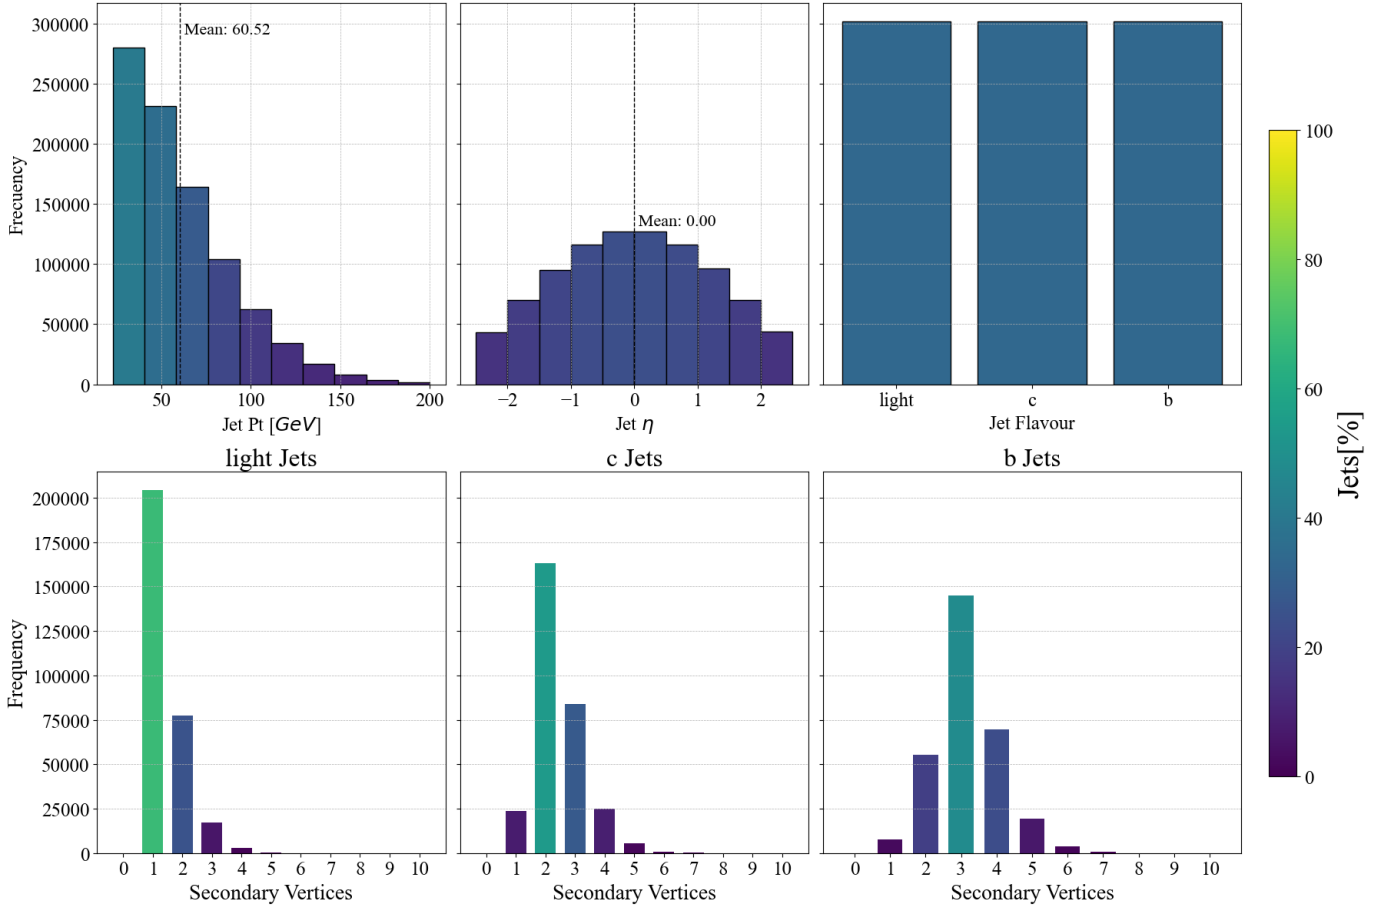 300000
250000
200000
150000
100000
50000
0
Frecuency
Mean: 60.52
50 100 150 200
Jet Pt [GeV]
Mean: 0.00
−2 −1 0 1 2
Jet η
light c b
Jet Flavour
light Jets
200000
175000
150000
125000
100000
75000
50000
25000
0
Frequency
0 1 2 3 4 5 6 7 8 9 10
Secondary Vertices
c Jets
0 1 2 3 4 5 6 7 8 9 10
Secondary Vertices
b Jets
0 1 2 3 4 5 6 7 8 9 10
Secondary Vertices
100
80
60
40
20
0
Jets[%]